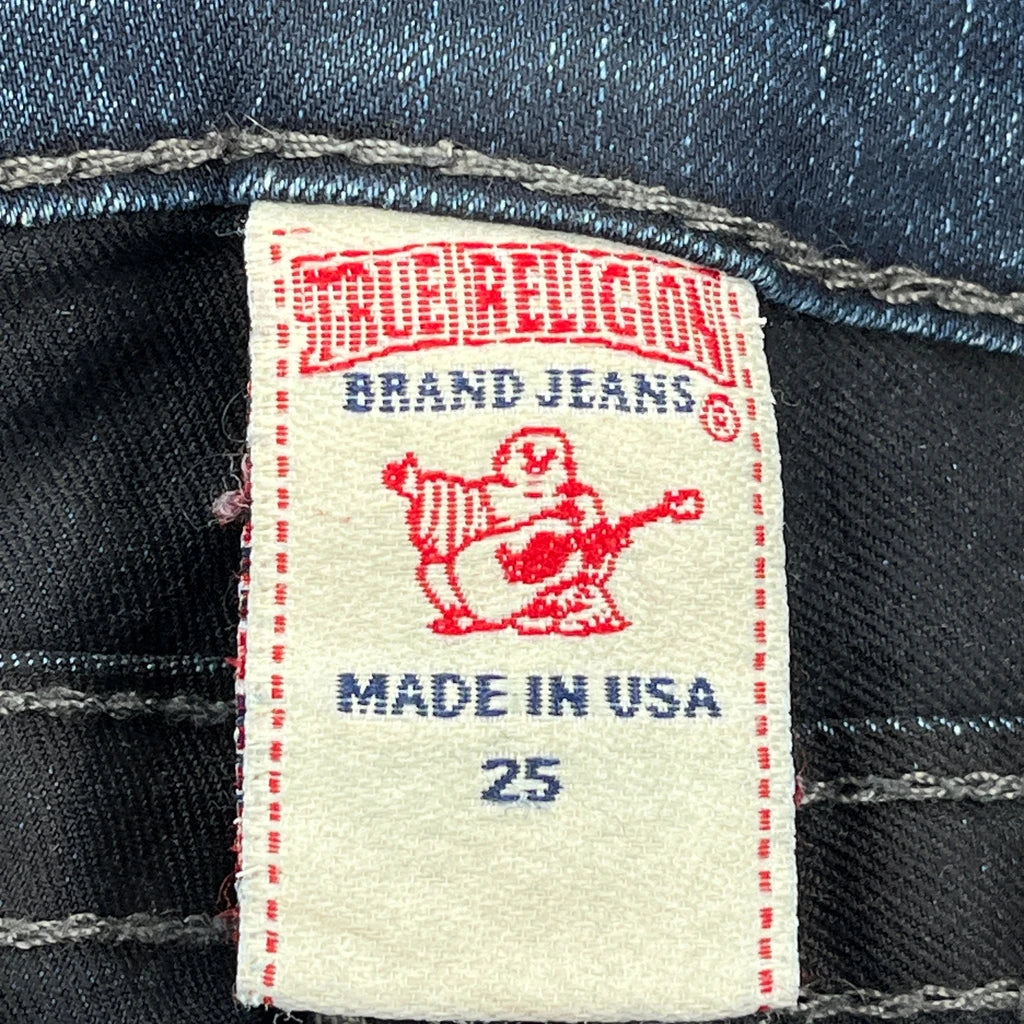 TRUE RELIGION
BRAND JEANS ®
MADE IN USA
25